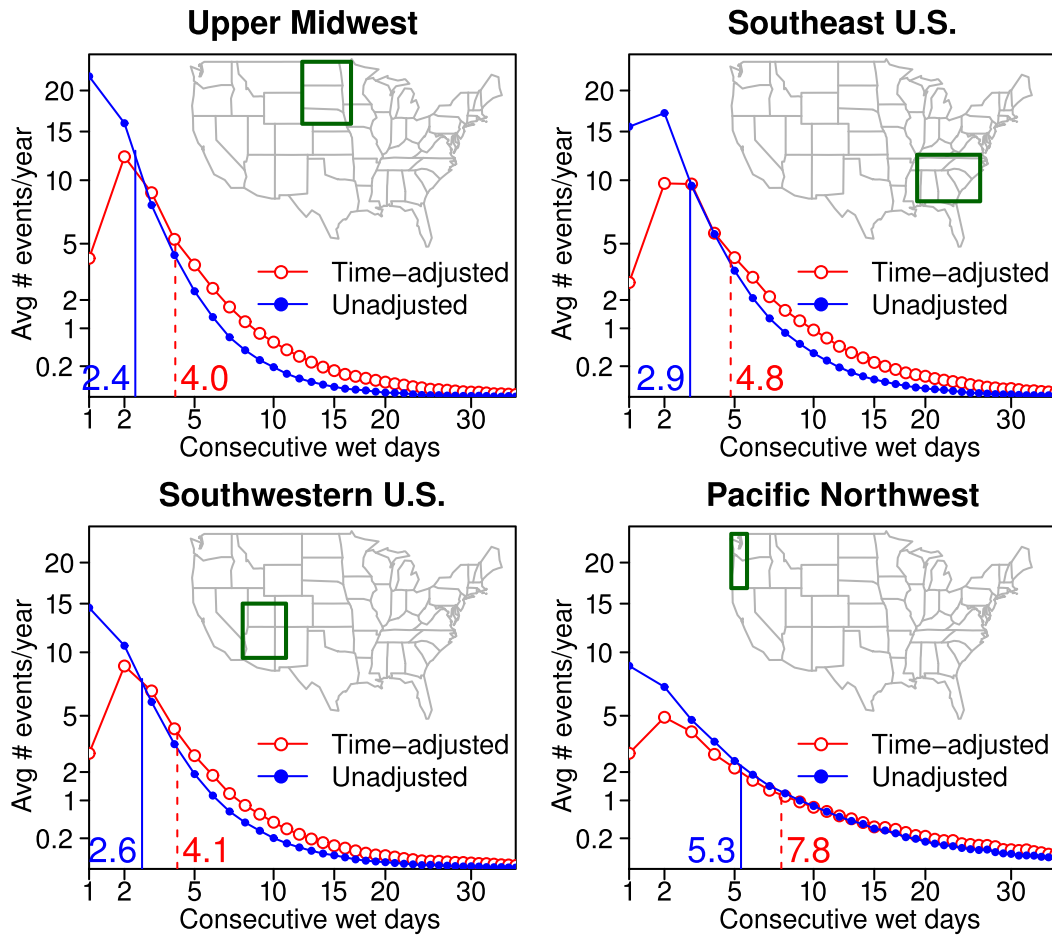 Upper Midwest
Avg # events/year
20
15
10
5
2
1
0.2
Time−adjusted
Unadjusted
2.4
4.0
1 2 5 10 15 20 30
Consecutive wet days
Southeast U.S.
Avg # events/year
20
15
10
5
2
1
0.2
Time−adjusted
Unadjusted
2.9
4.8
1 2 5 10 15 20 30
Consecutive wet days
Southwestern U.S.
Avg # events/year
20
15
10
5
2
1
0.2
Time−adjusted
Unadjusted
2.6
4.1
1 2 5 10 15 20 30
Consecutive wet days
Pacific Northwest
Avg # events/year
20
15
10
5
2
1
0.2
Time−adjusted
Unadjusted
5.3
7.8
1 2 5 10 15 20 30
Consecutive wet days